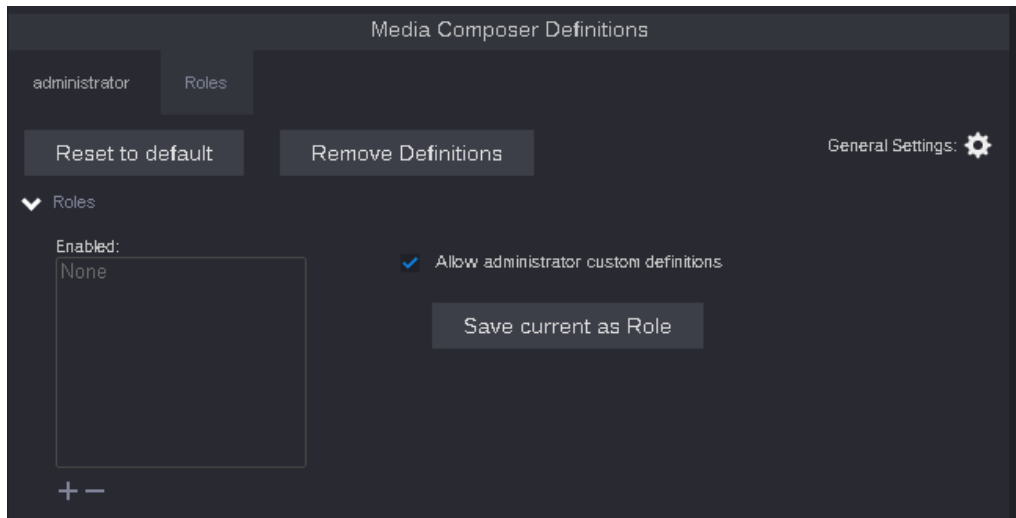 Media Composer Definitions
administrator Roles
Reset to default Remove Definitions General Settings:
Roles
Enabled:
None
Allow administrator custom definitions
Save current as Role